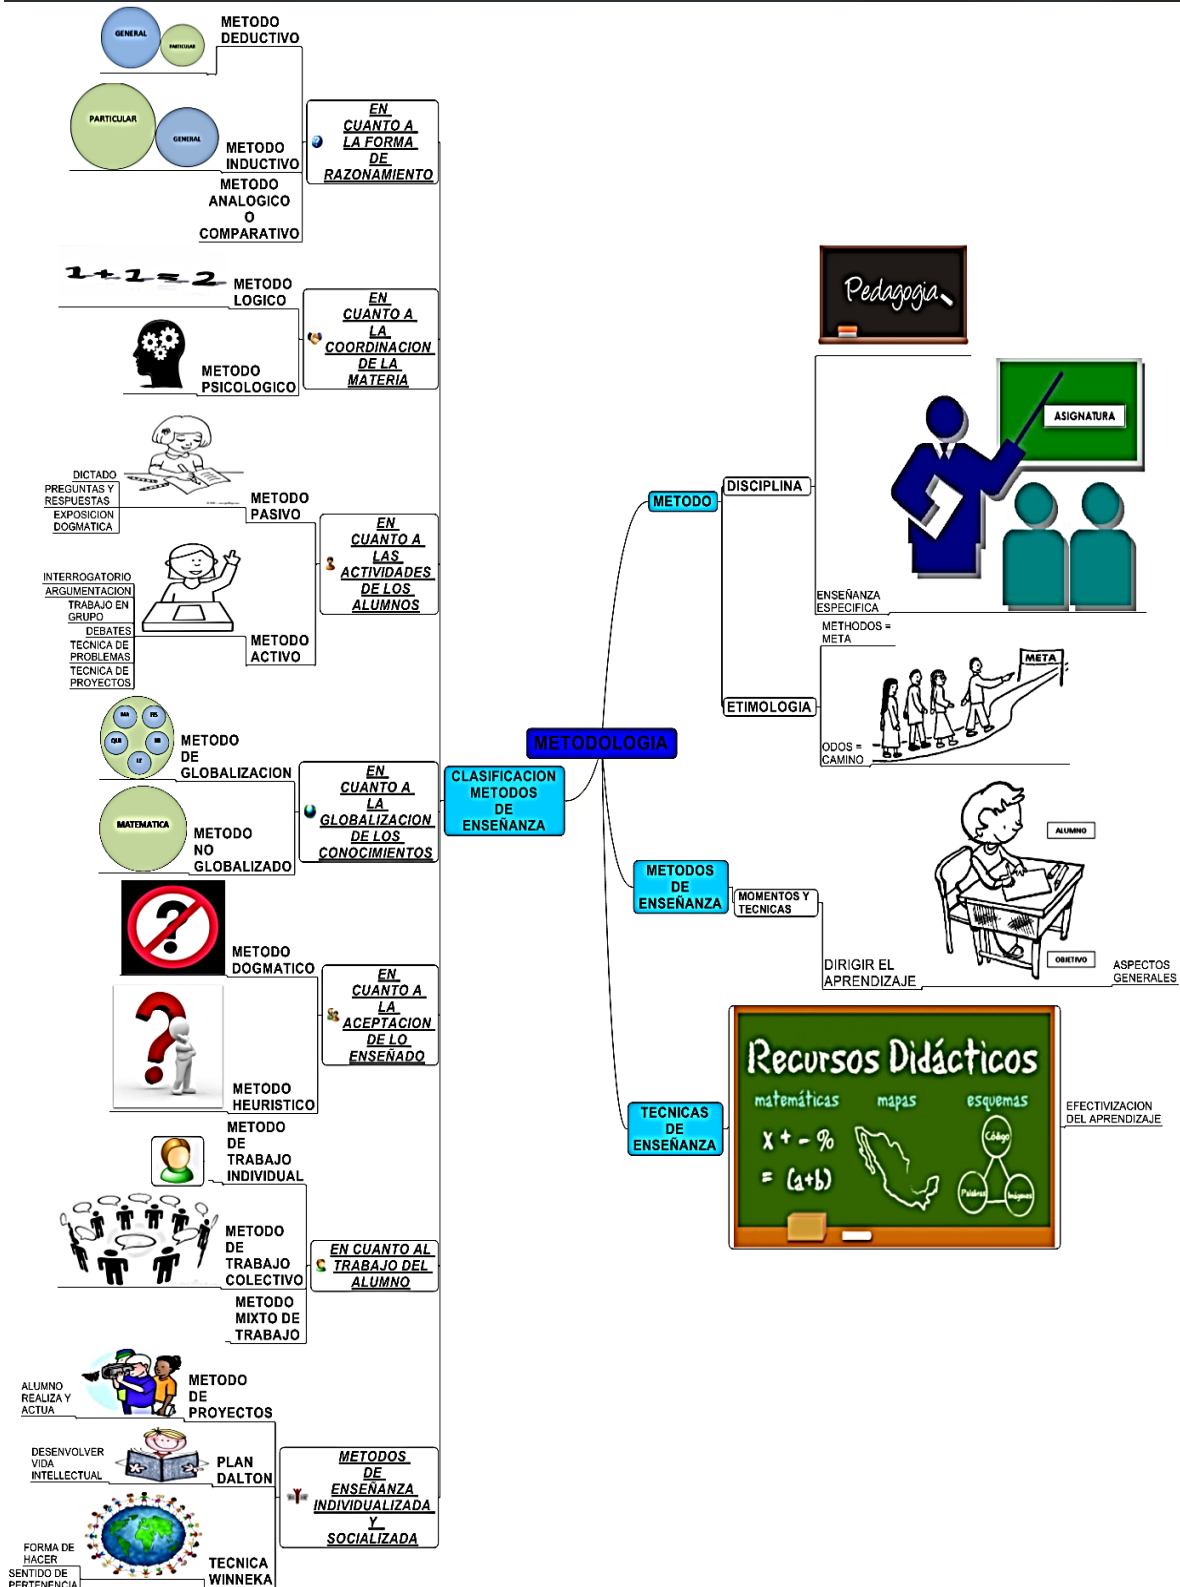 GENERAL
PARTICULAR
METODO
DEDUCTIVO
PARTICULAR
GENERAL
METODO
INDUCTIVO
METODO
ANALOGICO
O
COMPARATIVO
EN
CUANTO A
LA FORMA
DE
RAZONAMIENTO
1+1=2
METODO
LOGICO
METODO
PSICOLOGICO
EN
CUANTO A
LA
COORDINACION
DE LA
MATERIA
DICTADO
PREGUNTAS Y
RESPUESTAS
EXPOSICION
DOGMATICA
METODO
PASIVO
INTERROGATORIO
ARGUMENTACION
TRABAJO EN
GRUPO
DEBATES
TECNICA DE
PROBLEMAS
TECNICA DE
PROYECTOS
METODO
ACTIVO
EN
CUANTO A
LAS
ACTIVIDADES
DE LOS
ALUMNOS
METODO
DE
GLOBALIZACION
MATEMATICA
METODO
NO
GLOBALIZADO
EN
CUANTO A
LA
GLOBALIZACION
DE LOS
CONOCIMIENTOS
METODO
DOGMATICO
METODO
HEURISTICO
EN
CUANTO A
LA
ACEPTACION
DE LO
ENSEÑADO
METODO
DE
TRABAJO
INDIVIDUAL
METODO
DE
TRABAJO
COLECTIVO
METODO
MIXTO DE
TRABAJO
EN CUANTO AL
TRABAJO DEL
ALUMNO
ALUMNO
REALIZA Y
ACTUA
METODO
DE
PROYECTOS
DESENVOLVER
VIDA
INTELLECTUAL
PLAN
DALTON
FORMA DE
HACER
SENTIDO DE
PERTENENCIA
TECNICA
WINNEKA
METODOS
DE
ENSEÑANZA
INDIVIDUALIZADA
Y
SOCIALIZADA
CLASIFICACION
METODOS
DE
ENSEÑANZA
METODOLOGIA
METODO
DISCIPLINA
Pedagogia
ASIGNATURA
ENSEÑANZA
ESPECIFICA
ETIMOLOGIA
METHODOS =
META
META
ODOS =
CAMINO
METODOS
DE
ENSEÑANZA
MOMENTOS Y
TECNICAS
DIRIGIR EL
APRENDIZAJE
ALUMNO
OBJETIVO
ASPECTOS
GENERALES
TECNICAS
DE
ENSEÑANZA
Recursos Didácticos
matemáticas mapas esquemas
x + - %
= (a+b)
Código
Palabras
Imágenes
EFECTIVIZACION
DEL APRENDIZAJE